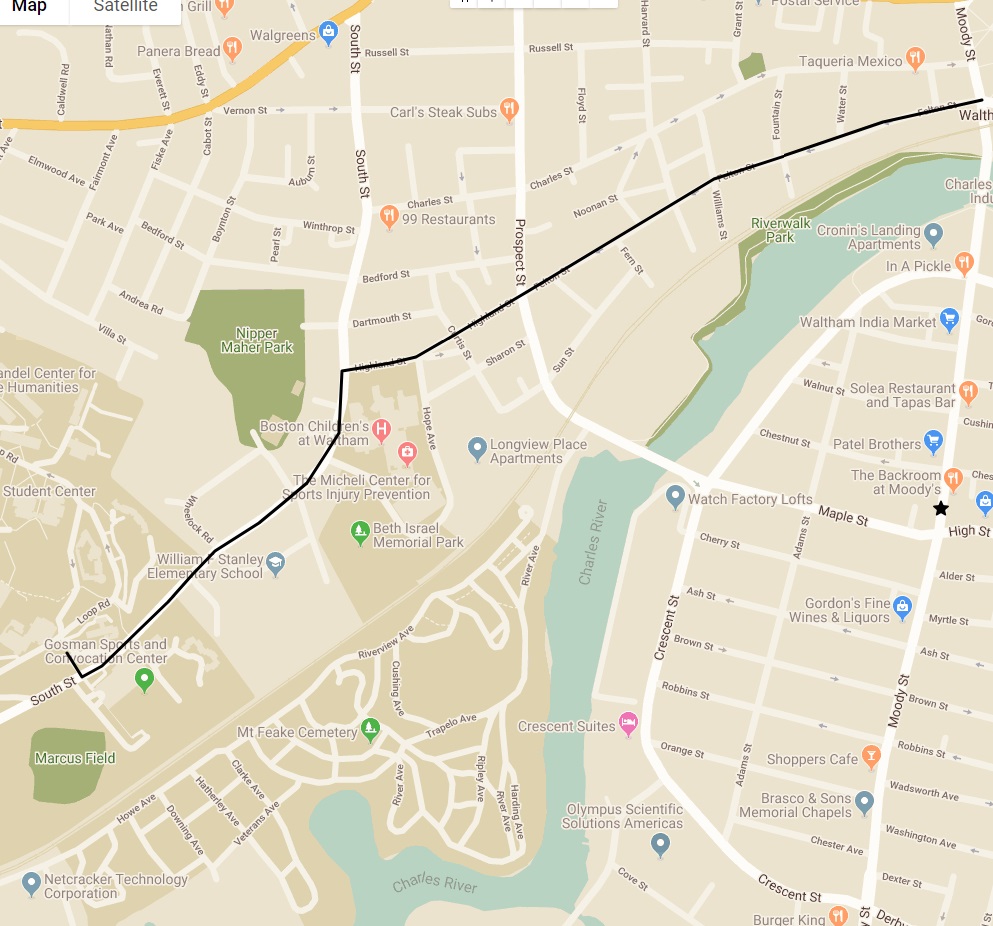 Map
Satellite
Grill
Postal Service
Nathan Rd
South St
Harvard St
Grant St
Moody St
Walgreens
Panera Bread
Russell St
Russell St
Taqueria Mexico
Caldwell Rd
Everett St
Eddy St
Floyd St
Fountain St
Water St
Vernon St
Carl's Steak Subs
Felton St
Cabot St
Fiske Ave
Fairmont Ave
Elmwood Ave
South St
Auburn St
Charles St
Felton St
Charles St
Boynton St
Charles St
99 Restaurants
Noonan St
Williams St
Riverwalk
Park
Cronin's Landing
Apartments
Park Ave
Bedford St
Pearl St
Winthrop St
Prospect St
Fern St
In A Pickle
Bedford St
Felton St
Andrea Rd
Villa St
Dartmouth St
Highland St
Nipper
Maher Park
Curtis St
Sharon St
Sun St
Waltham India Market
Highland St
Center for
Humanities
Walnut St
Solea Restaurant
and Tapas Bar
Boston Children's
at Waltham
Hope Ave
Longview Place
Apartments
Chestnut St
Patel Brothers
The Micheli Center for
Sports Injury Prevention
The Backroom
at Moody's
Student Center
Watch Factory Lofts
Maple St
High St
Wheelock Rd
Beth Israel
Memorial Park
Charles River
Cherry St
Adams St
William F Stanley
Elementary School
River Ave
Alder St
Ash St
Gordon's Fine
Wines & Liquors
Loop Rd
Myrtle St
Crescent St
Riverview Ave
Brown St
Ash St
Gosman Sports and
Convocation Center
South St
Cushing Ave
Robbins St
Moody St
Brown St
Mt Feake Cemetery
Trapelo Ave
Crescent Suites
Marcus Field
Orange St
Adams St
Shoppers Cafe
Robbins St
Clarke Ave
Hatherley Ave
Veterans Ave
River Ave
Ripley Ave
Harding Ave
River Ave
Wadsworth Ave
Howe Ave
Downing Ave
Olympus Scientific
Solutions Americas
Brasco & Sons
Memorial Chapels
Washington Ave
Chester Ave
Netcracker Technology
Corporation
Charles River
Cove St
Crescent St
Dexter St
Burger King